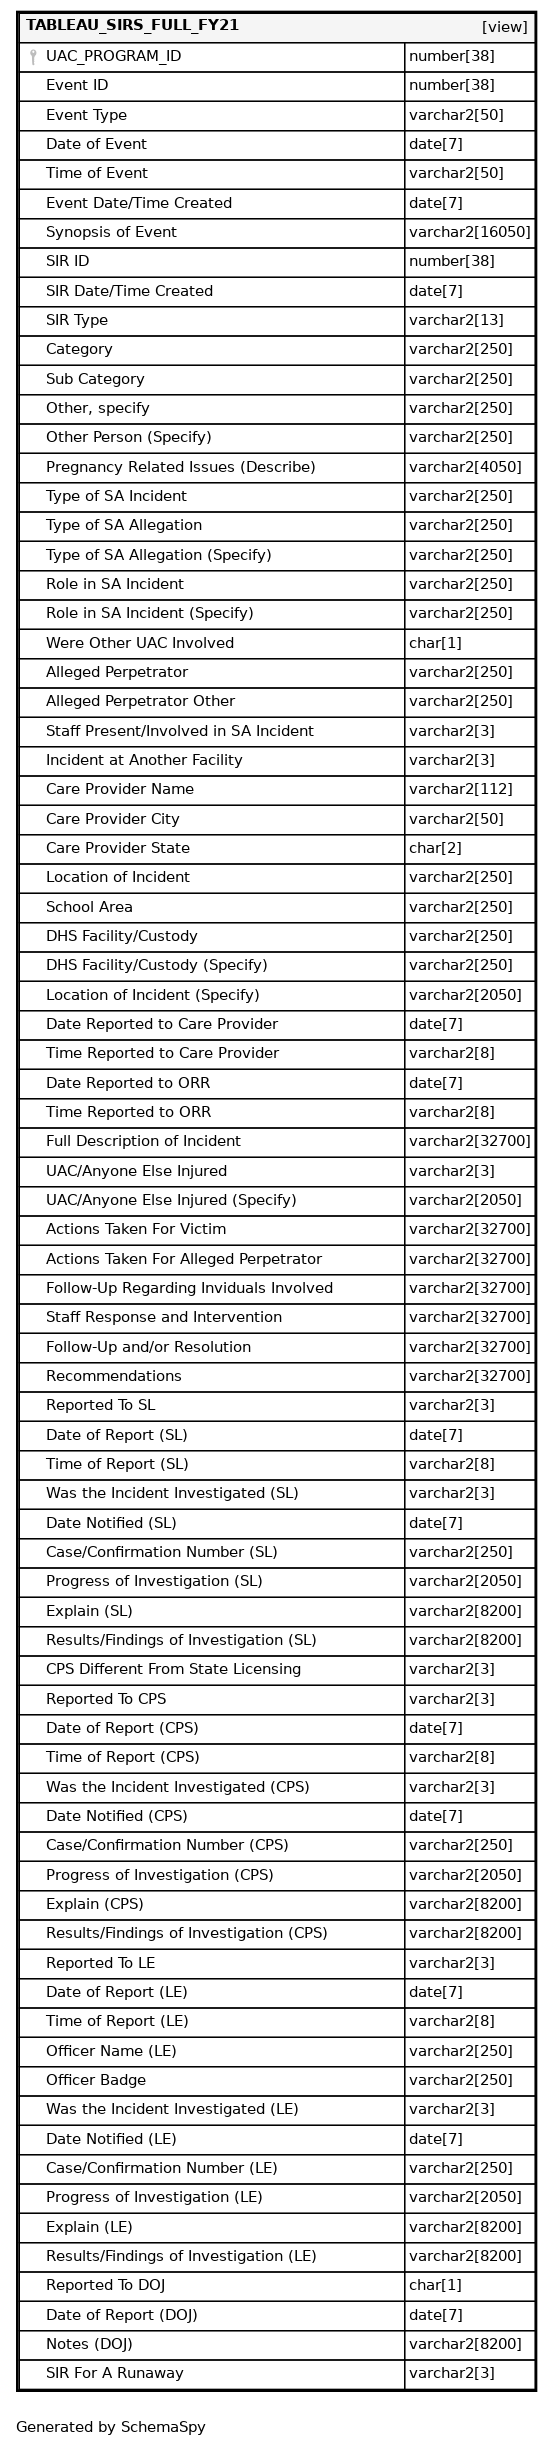 TABLEAU_SIRS_FULL_FY21 [view]
UAC_PROGRAM_ID number[38]
Event ID number[38]
Event Type varchar2[50]
Date of Event date[7]
Time of Event varchar2[50]
Event Date/Time Created date[7]
Synopsis of Event varchar2[16050]
SIR ID number[38]
SIR Date/Time Created date[7]
SIR Type varchar2[13]
Category varchar2[250]
Sub Category varchar2[250]
Other, specify varchar2[250]
Other Person (Specify) varchar2[250]
Pregnancy Related Issues (Describe) varchar2[4050]
Type of SA Incident varchar2[250]
Type of SA Allegation varchar2[250]
Type of SA Allegation (Specify) varchar2[250]
Role in SA Incident varchar2[250]
Role in SA Incident (Specify) varchar2[250]
Were Other UAC Involved char[1]
Alleged Perpetrator varchar2[250]
Alleged Perpetrator Other varchar2[250]
Staff Present/Involved in SA Incident varchar2[3]
Incident at Another Facility varchar2[3]
Care Provider Name varchar2[112]
Care Provider City varchar2[50]
Care Provider State char[2]
Location of Incident varchar2[250]
School Area varchar2[250]
DHS Facility/Custody varchar2[250]
DHS Facility/Custody (Specify) varchar2[250]
Location of Incident (Specify) varchar2[2050]
Date Reported to Care Provider date[7]
Time Reported to Care Provider varchar2[8]
Date Reported to ORR date[7]
Time Reported to ORR varchar2[8]
Full Description of Incident varchar2[32700]
UAC/Anyone Else Injured varchar2[3]
UAC/Anyone Else Injured (Specify) varchar2[2050]
Actions Taken For Victim varchar2[32700]
Actions Taken For Alleged Perpetrator varchar2[32700]
Follow-Up Regarding Inviduals Involved varchar2[32700]
Staff Response and Intervention varchar2[32700]
Follow-Up and/or Resolution varchar2[32700]
Recommendations varchar2[32700]
Reported To SL varchar2[3]
Date of Report (SL) date[7]
Time of Report (SL) varchar2[8]
Was the Incident Investigated (SL) varchar2[3]
Date Notified (SL) date[7]
Case/Confirmation Number (SL) varchar2[250]
Progress of Investigation (SL) varchar2[2050]
Explain (SL) varchar2[8200]
Results/Findings of Investigation (SL) varchar2[8200]
CPS Different From State Licensing varchar2[3]
Reported To CPS varchar2[3]
Date of Report (CPS) date[7]
Time of Report (CPS) varchar2[8]
Was the Incident Investigated (CPS) varchar2[3]
Date Notified (CPS) date[7]
Case/Confirmation Number (CPS) varchar2[250]
Progress of Investigation (CPS) varchar2[2050]
Explain (CPS) varchar2[8200]
Results/Findings of Investigation (CPS) varchar2[8200]
Reported To LE varchar2[3]
Date of Report (LE) date[7]
Time of Report (LE) varchar2[8]
Officer Name (LE) varchar2[250]
Officer Badge varchar2[250]
Was the Incident Investigated (LE) varchar2[3]
Date Notified (LE) date[7]
Case/Confirmation Number (LE) varchar2[250]
Progress of Investigation (LE) varchar2[2050]
Explain (LE) varchar2[8200]
Results/Findings of Investigation (LE) varchar2[8200]
Reported To DOJ char[1]
Date of Report (DOJ) date[7]
Notes (DOJ) varchar2[8200]
SIR For A Runaway varchar2[3]
Generated by SchemaSpy